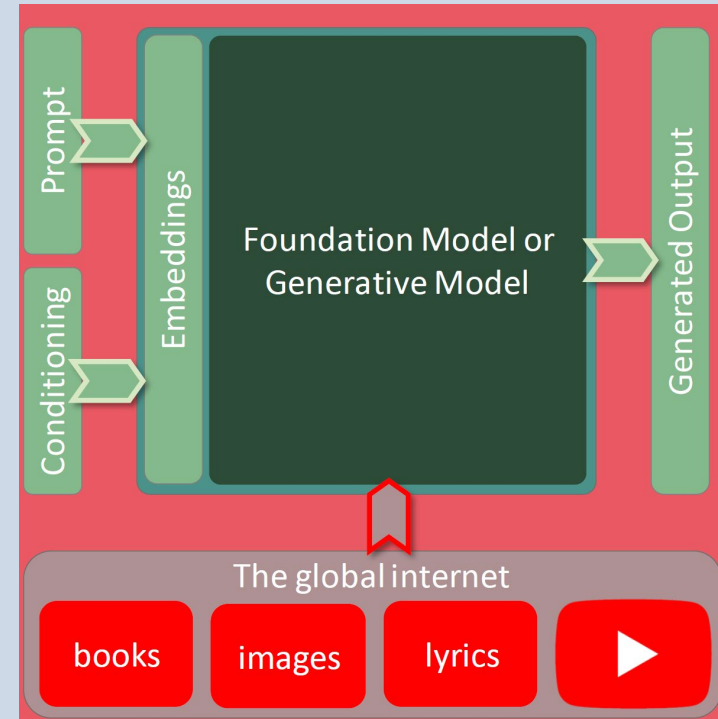 Prompt
Conditioning
Embeddings
Foundation Model or
Generative Model
Generated Output
The global internet
books
images
lyrics